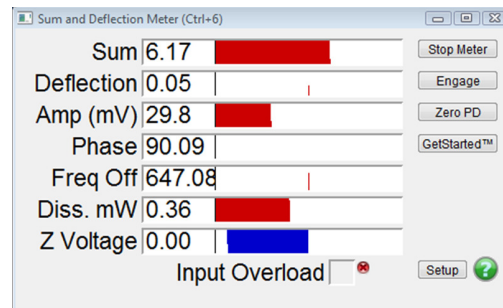 Sum and Deflection Meter (Ctrl+6)
Sum 6.17 Stop Meter
Deflection 0.05 Engage
Amp (mV) 29.8 Zero PD
Phase 90.09 GetStarted™
Freq Off 647.08
Diss. mW 0.36
Z Voltage 0.00
Input Overload Setup ?